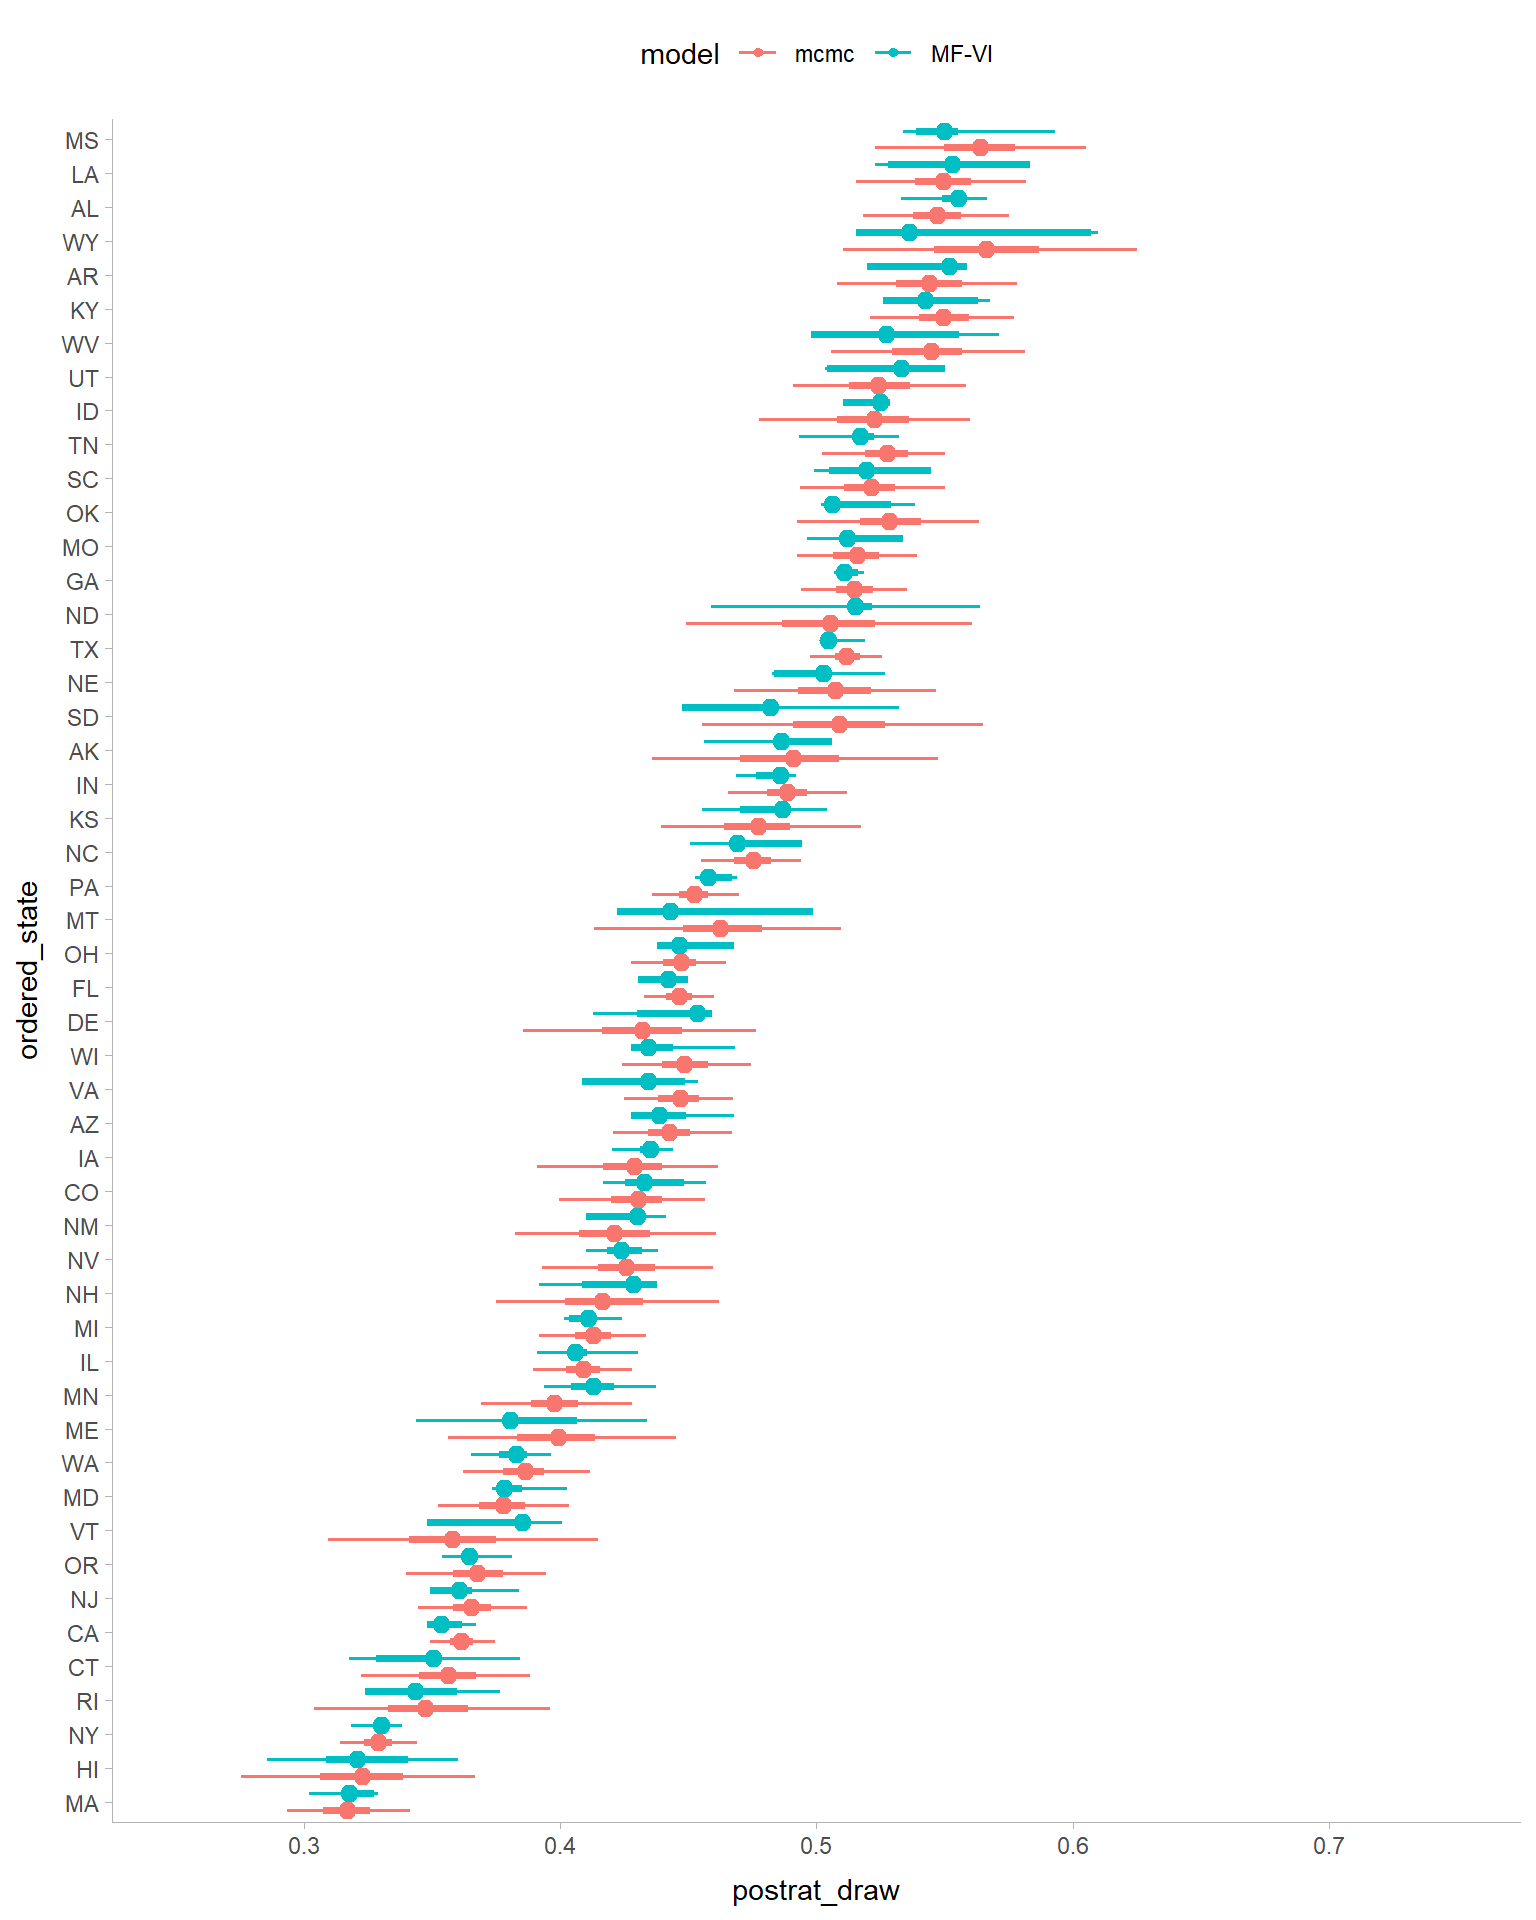 model mcmc MF-VI
MS
LA
AL
WY
AR
KY
WV
UT
ID
TN
SC
OK
MO
GA
ND
TX
NE
SD
AK
IN
KS
NC
PA
MT
OH
FL
DE
WI
VA
AZ
IA
CO
NM
NV
NH
MI
IL
MN
ME
WA
MD
VT
OR
NJ
CA
CT
RI
NY
HI
MA
ordered_state
0.3 0.4 0.5 0.6 0.7
postrat_draw